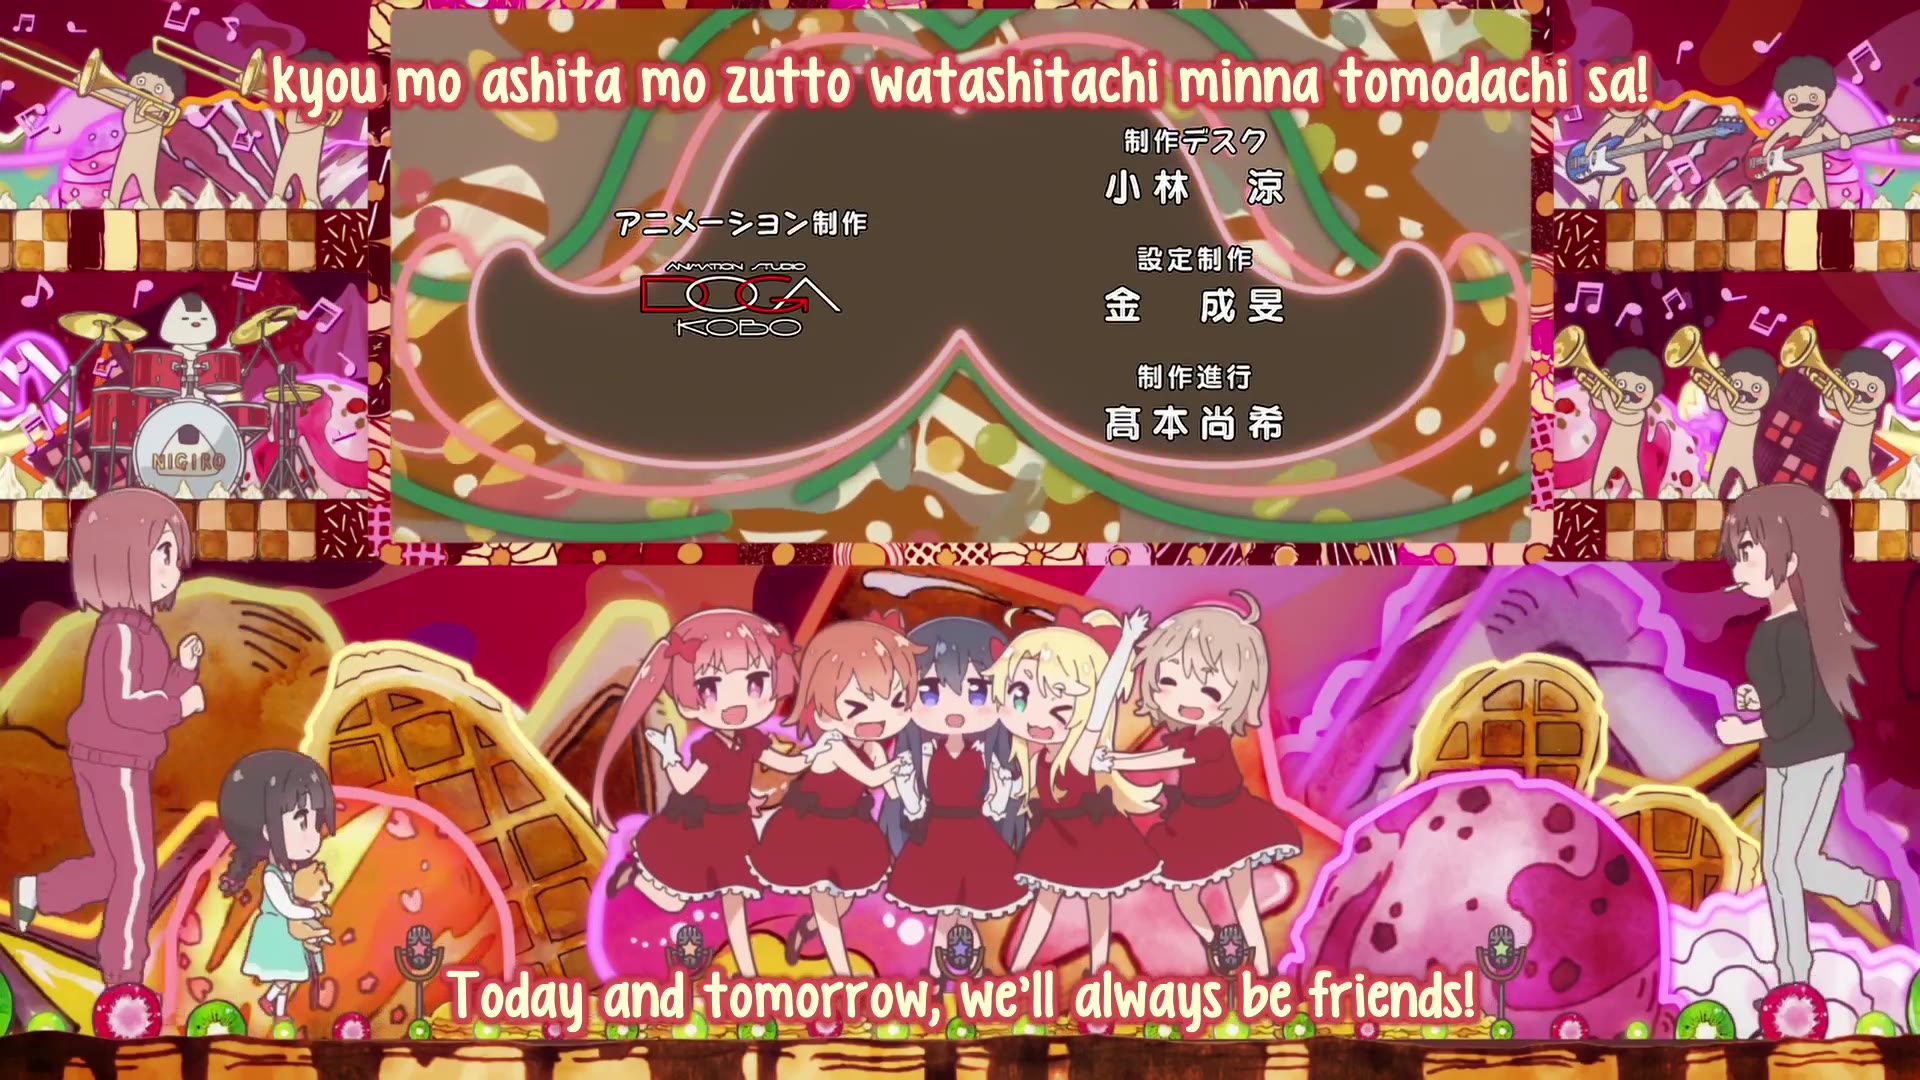 kyou mo ashita mo zutto watashitachi minna tomodachi sa!
制作デスク
小林 涼
アニメーション制作
ANIMATION STUDIO
DOGA
KOBO
設定制作
金 成旻
制作進行
髙本尚希
NIGIRO
Today and tomorrow, we'll always be friends!